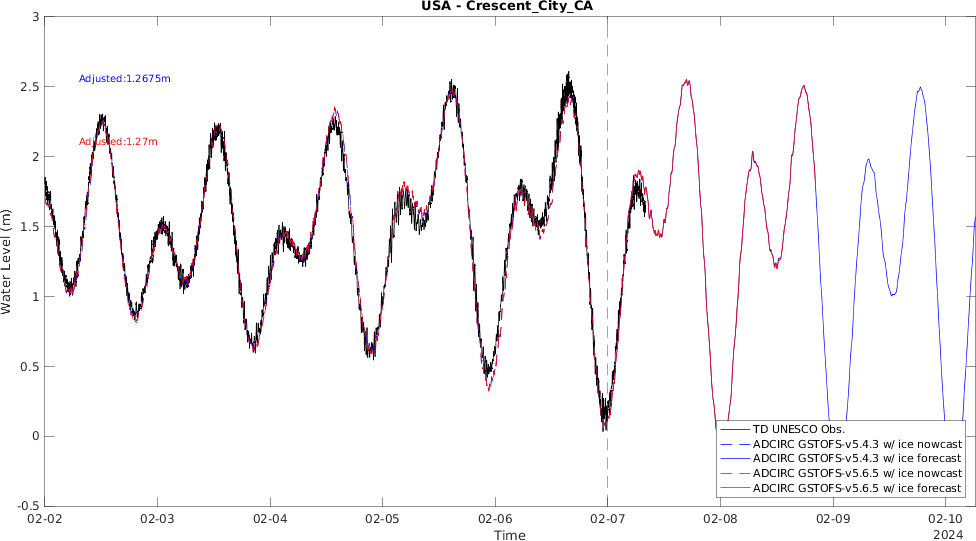 USA - Crescent_City_CA
3
2.5
2
1.5
1
0.5
0
-0.5
Water Level (m)
Adjusted:1.2675m
Adjusted:1.27m
TD UNESCO Obs.
ADCIRC GSTOFS-v5.4.3 w/ ice nowcast
ADCIRC GSTOFS-v5.4.3 w/ ice forecast
ADCIRC GSTOFS-v5.6.5 w/ ice nowcast
ADCIRC GSTOFS-v5.6.5 w/ ice forecast
02-02 02-03 02-04 02-05 02-06 02-07 02-08 02-09 02-10
Time
2024